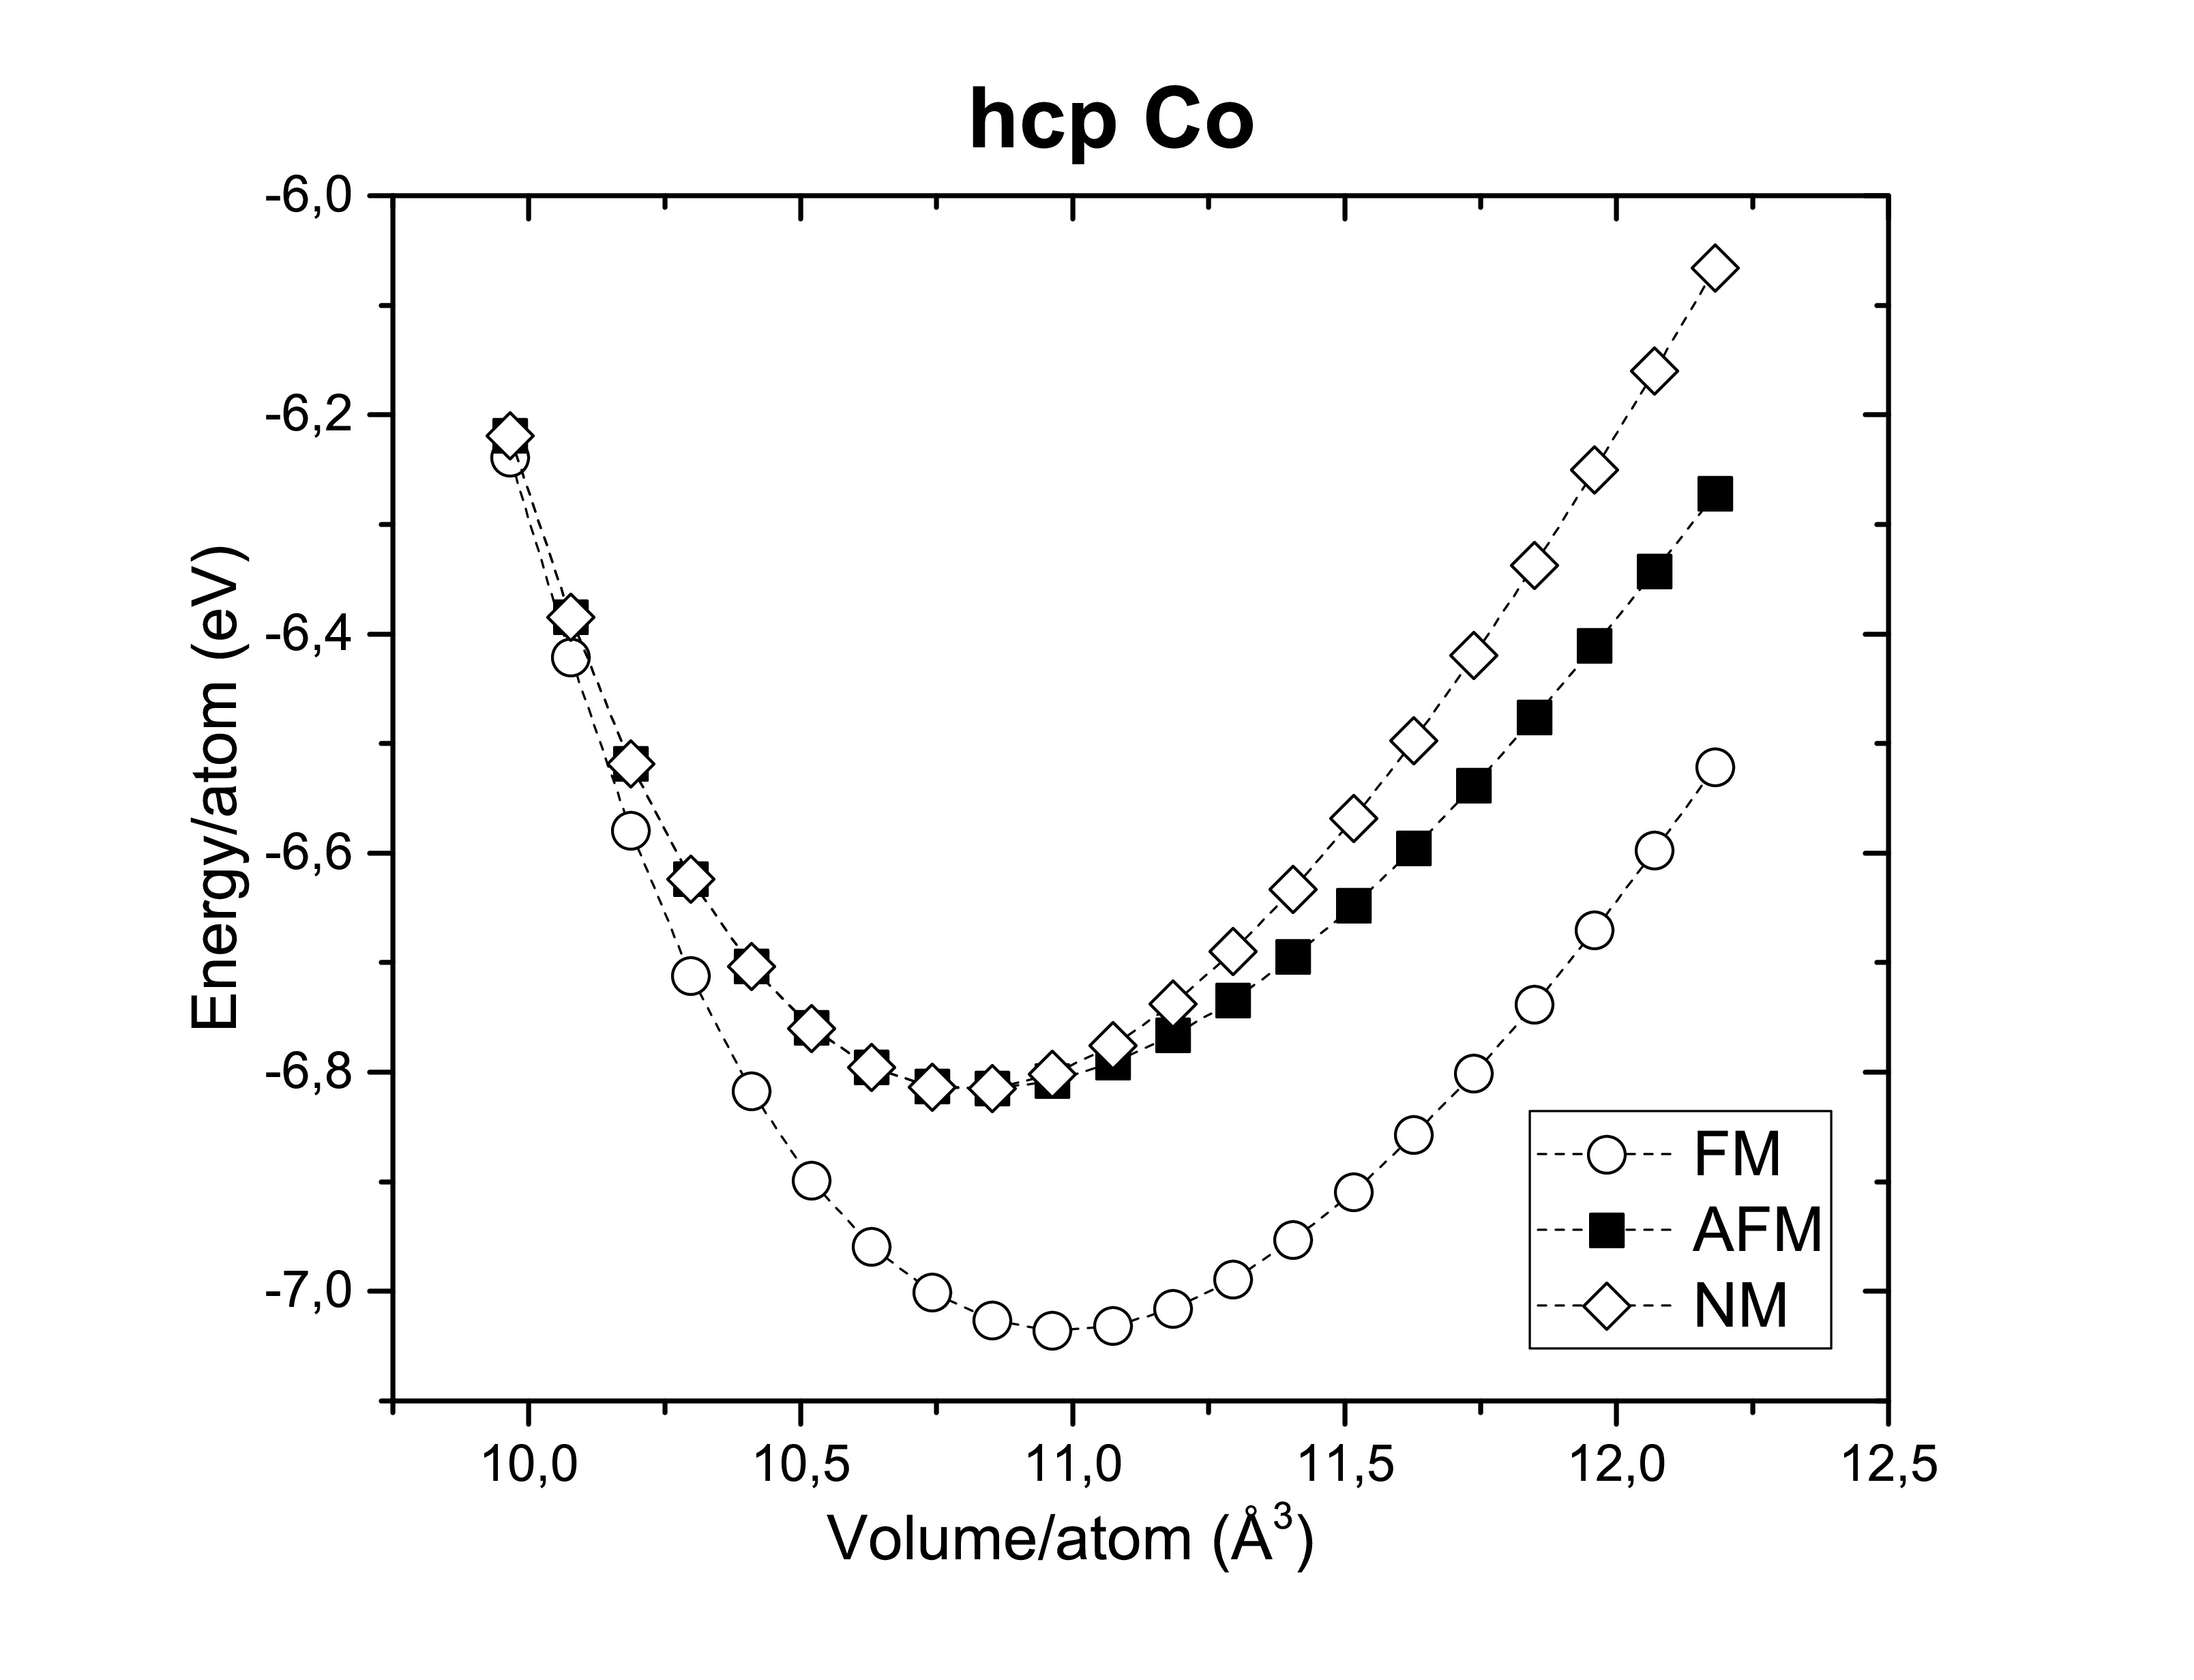 hcp Co
-6,0
-6,2
-6,4
-6,6
-6,8
-7,0
Energy/atom (eV)
FM
AFM
NM
10,0 10,5 11,0 11,5 12,0 12,5
Volume/atom (Å³)